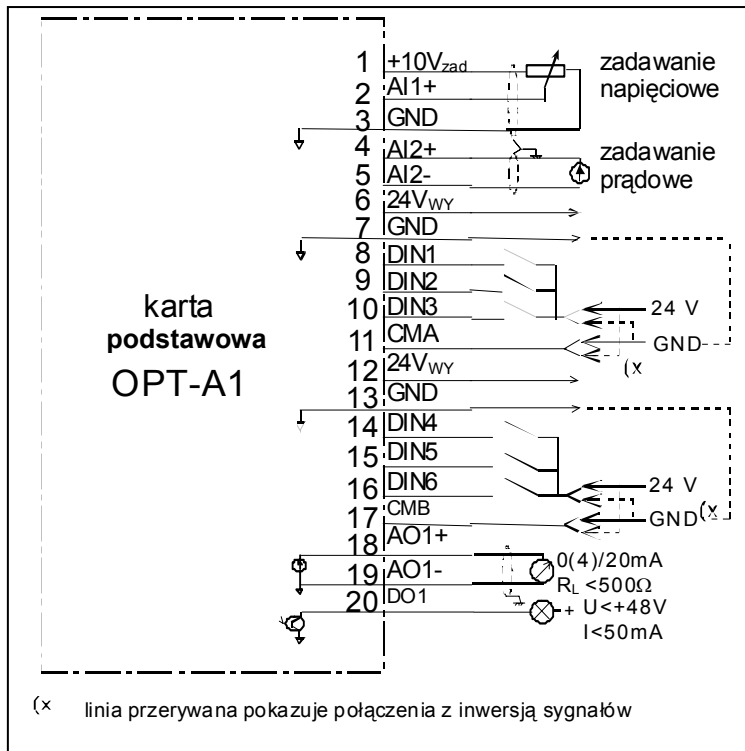 1 +10Vzad
2 AI1+
3 GND
zadawanie
napięciowe
4 AI2+
5 AI2-
zadawanie
prądowe
6 24VWY
7 GND
8 DIN1
9 DIN2
10 DIN3
24 V
11 CMA
GND
(x
12 24VWY
13 GND
14 DIN4
15 DIN5
16 DIN6
24 V
17 CMB
GND (x
18 AO1+
19 AO1-
0(4)/20mA
RL <500Ω
20 DO1
+ U<+48V
I<50mA
karta
podstawowa
OPT-A1
(x linia przerywana pokazuje połączenia z inwersją sygnałów